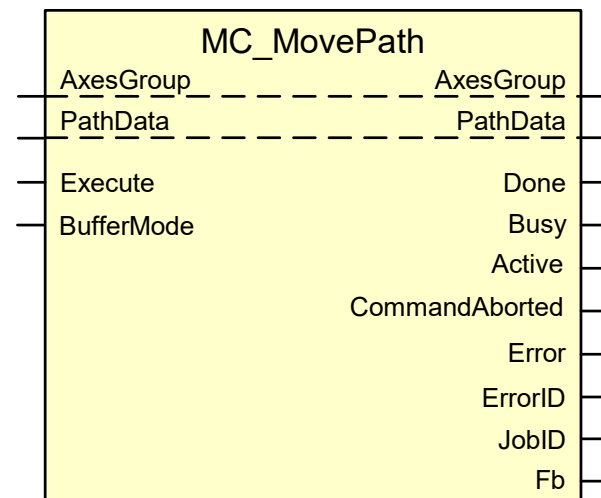 MC_MovePath
AxesGroup AxesGroup
PathData PathData
Execute Done
BufferMode Busy
Active
CommandAborted
Error
ErrorID
JobID
Fb